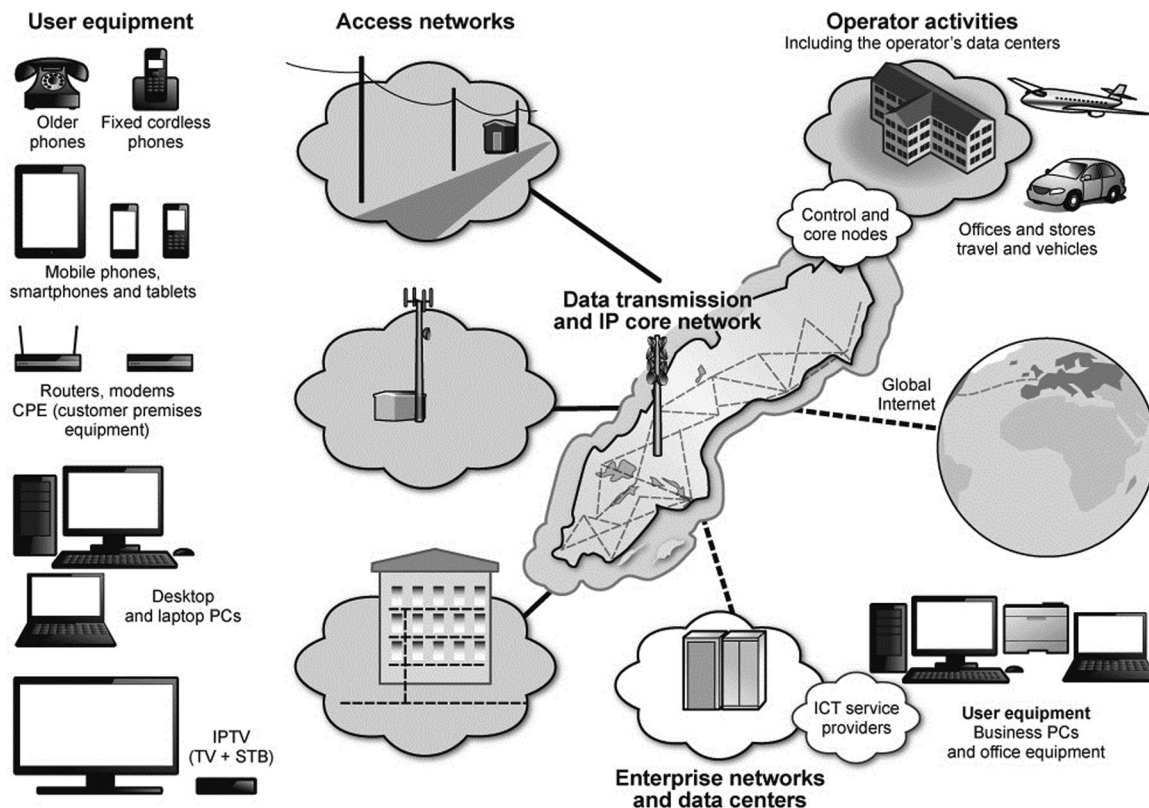 User equipment
Older
phones
Fixed cordless
phones
Mobile phones,
smartphones and tablets
Routers, modems
CPE (customer premises
equipment)
Desktop
and laptop PCs
IPTV
(TV + STB)
Access networks
Data transmission
and IP core network
Operator activities
Including the operator's data centers
Control and
core nodes
Offices and stores
travel and vehicles
Global
Internet
Enterprise networks
and data centers
ICT service
providers
User equipment
Business PCs
and office equipment